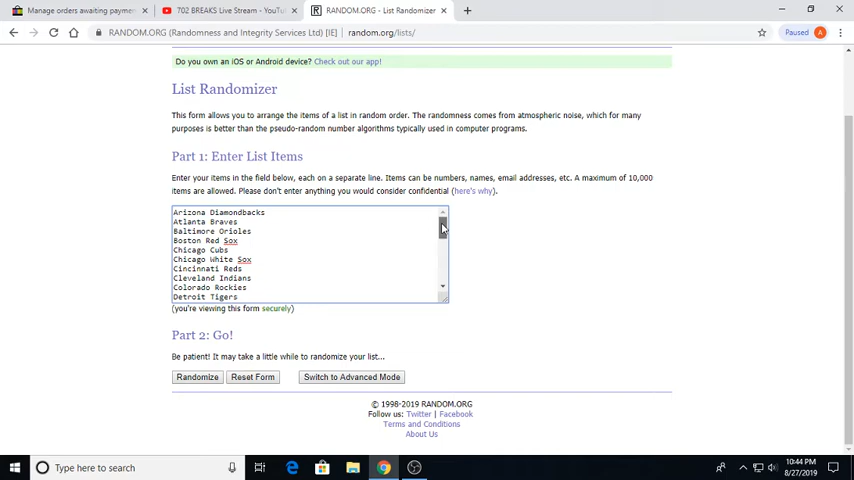 Manage orders awaiting paymen
702 BREAKS Live Stream - YouTu
RANDOM.ORG - List Randomizer
RANDOM.ORG (Randomness and Integrity Services Ltd) [IE] | random.org/lists/
Paused
A
Do you own an iOS or Android device? Check out our app!
List Randomizer
This form allows you to arrange the items of a list in random order. The randomness comes from atmospheric noise, which for many
purposes is better than the pseudo-random number algorithms typically used in computer programs.
Part 1: Enter List Items
Enter your items in the field below, each on a separate line. Items can be numbers, names, email addresses, etc. A maximum of 10,000
items are allowed. Please don't enter anything you would consider confidential (here's why).
Arizona Diamondbacks
Atlanta Braves
Baltimore Orioles
Boston Red Sox
Chicago Cubs
Chicago White Sox
Cincinnati Reds
Cleveland Indians
Colorado Rockies
Detroit Tigers
(you're viewing this form securely)
Part 2: Go!
Be patient! It may take a little while to randomize your list...
Randomize
Reset Form
Switch to Advanced Mode
© 1998-2019 RANDOM.ORG
Follow us: Twitter | Facebook
Terms and Conditions
About Us
Type here to search
10:44 PM
8/27/2019